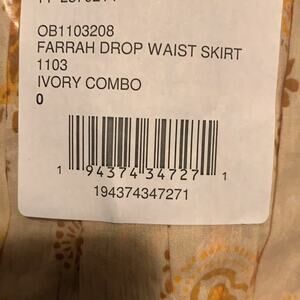 OB1103208
FARRAH DROP WAIST SKIRT
1103
IVORY COMBO
0
1 94374 34727 1
194374347271